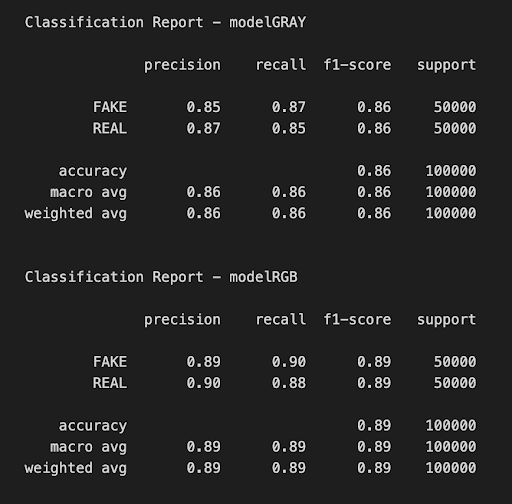 Classification Report - modelGRAY
precision recall f1-score support
FAKE 0.85 0.87 0.86 50000
REAL 0.87 0.85 0.86 50000
accuracy 0.86 100000
macro avg 0.86 0.86 0.86 100000
weighted avg 0.86 0.86 0.86 100000
Classification Report - modelRGB
precision recall f1-score support
FAKE 0.89 0.90 0.89 50000
REAL 0.90 0.88 0.89 50000
accuracy 0.89 100000
macro avg 0.89 0.89 0.89 100000
weighted avg 0.89 0.89 0.89 100000